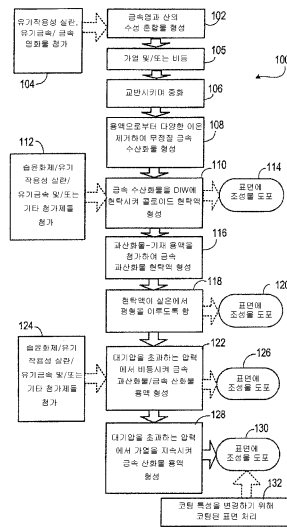 유기작용성 실란,
유기금속/ 금속
염화물 첨가
104
금속염과 산의
수성 혼합물 형성
102
가열 및/또는 비등
105
교반시키며 중화
106
100
용액으로부터 다양한 이온
제거하여 무정질 금속
수산화물 형성
108
112
습윤화제/유기
작용성 실란/
유기금속 및/또는
기타 첨가제들
첨가
금속 수산화물을 DIW에
현탁시켜 콜로이드 현탁액
형성
110
114
표면에
조성물 도포
과산화물-기재 용액을
첨가하여 금속
과산화물 현탁액 형성
116
현탁액이 실온에서
평형을 이루도록 함
118
120
표면에
조성물 도포
124
습윤화제/유기
작용성 실란/
유기금속 및/또는
기타 첨가제들
첨가
대기압을 초과하는 압력
에서 비등시켜 금속
과산화물/금속 산화물
용액 형성
122
126
표면에
조성물 도포
대기압을 초과하는 압력
에서 가열을 지속시켜
금속 산화물 용액
형성
128
130
표면에
조성물 도포
132
코팅 특성을 변경하기 위해
코팅된 표면 처리